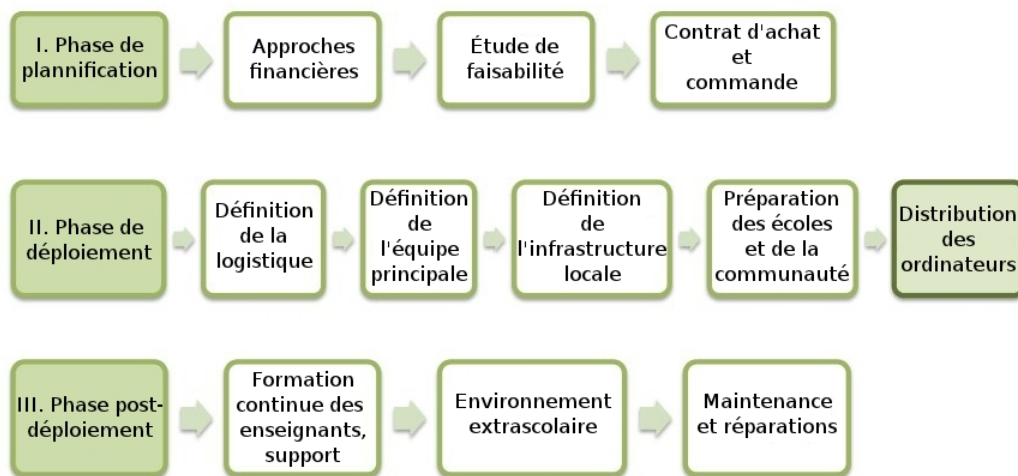 I. Phase de
plannification
Approches
financières
Étude de
faisabilité
Contrat d'achat
et
commande
II. Phase de
déploiement
Définition
de la
logistique
Définition
de
l'équipe
principale
Définition
de
l'infrastructure
locale
Préparation
des écoles
et de la
communauté
Distribution
des
ordinateurs
III. Phase post-
déploiement
Formation
continue des
enseignants,
support
Environnement
extrascolaire
Maintenance
et réparations